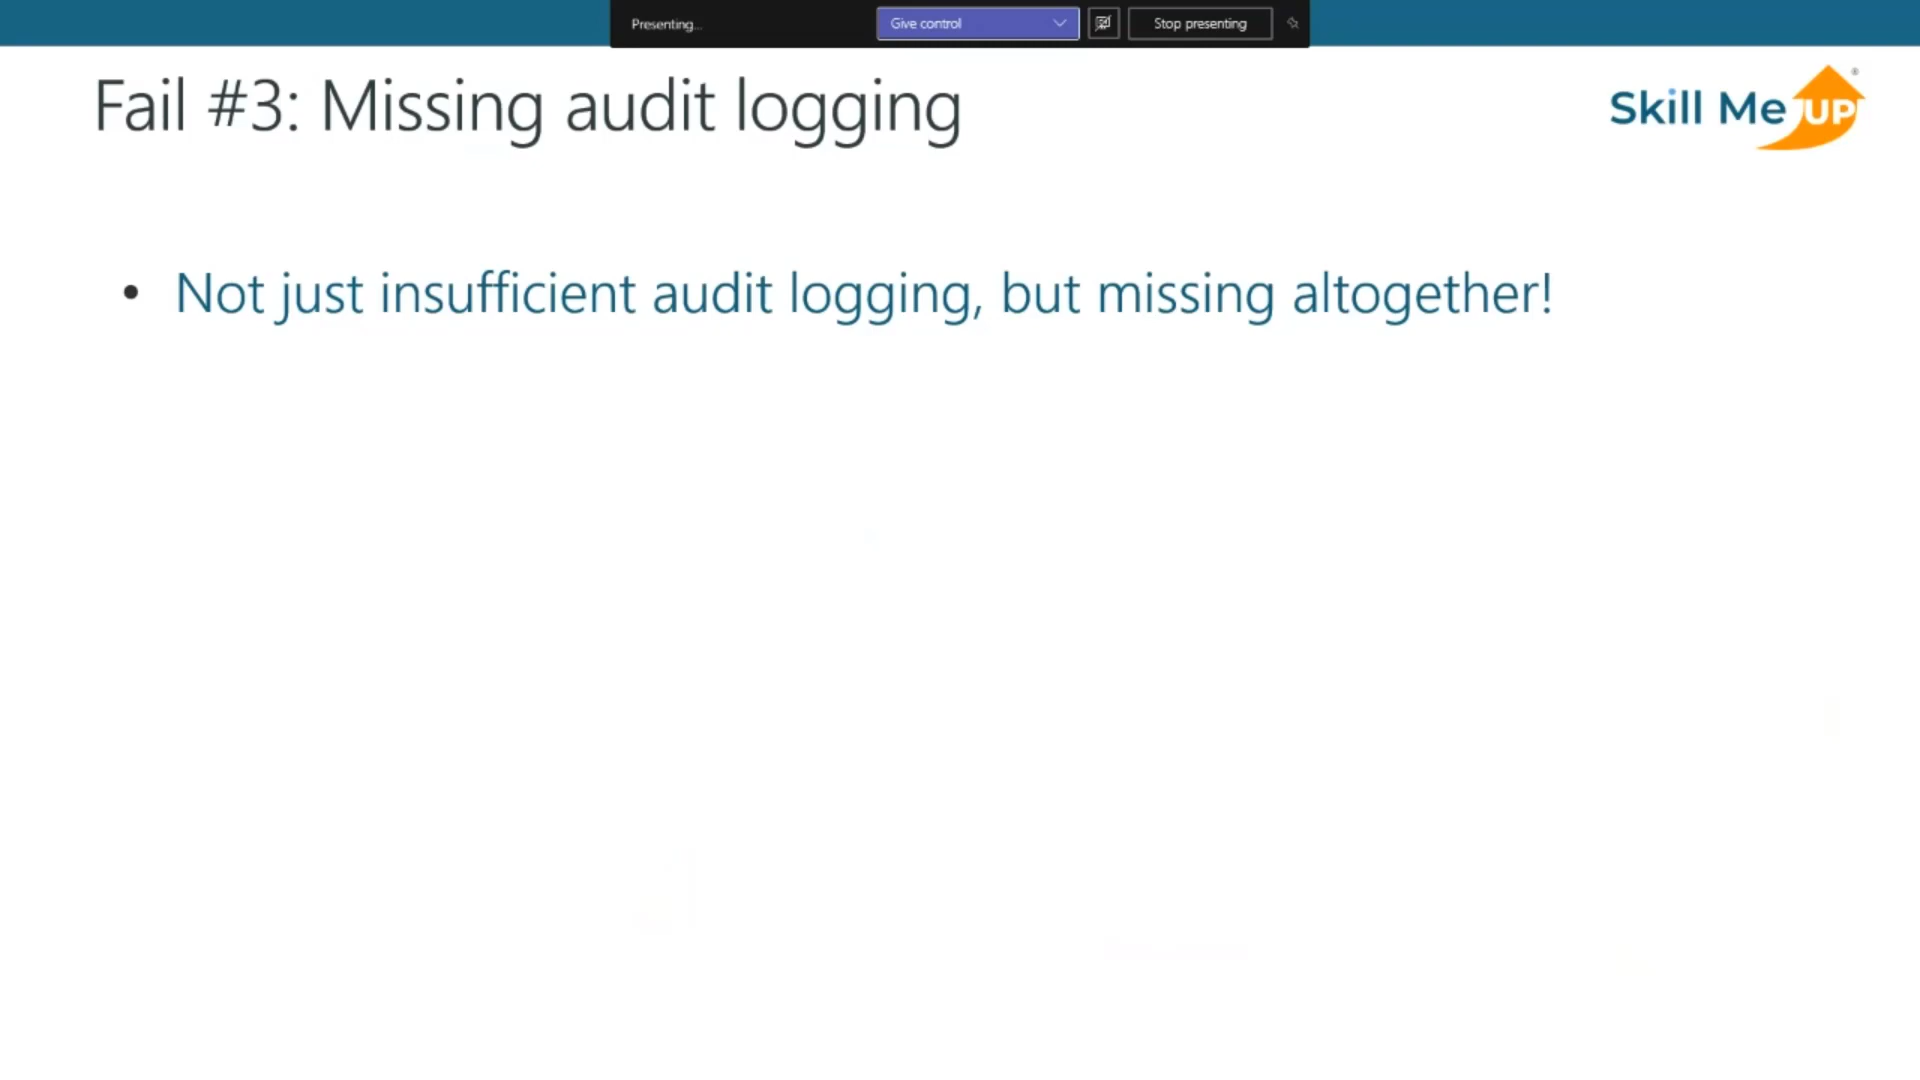 Presenting...
Give control
Stop presenting
Fail #3: Missing audit logging
Skill Me UP®
• Not just insufficient audit logging, but missing altogether!